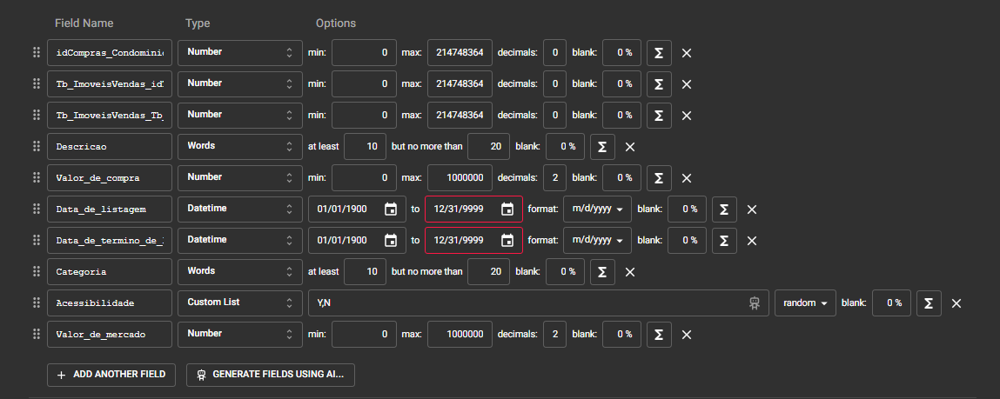 Field Name Type Options
idCompras_Condomini Number min: 0 max: 214748364 decimals: 0 blank: 0 % Σ
Tb_ImoveisVendas_id Number min: 0 max: 214748364 decimals: 0 blank: 0 % Σ
Tb_ImoveisVendas_Tb_ Number min: 0 max: 214748364 decimals: 0 blank: 0 % Σ
Descricao Words at least 10 but no more than 20 blank: 0 % Σ
Valor_de_compra Number min: 0 max: 1000000 decimals: 2 blank: 0 % Σ
Data_de_listagem Datetime 01/01/1900 to 12/31/9999 format: m/d/yyyy blank: 0 % Σ
Data_de_termino_de_ Datetime 01/01/1900 to 12/31/9999 format: m/d/yyyy blank: 0 % Σ
Categoria Words at least 10 but no more than 20 blank: 0 % Σ
Acessibilidade Custom List Y,N random blank: 0 % Σ
Valor_de_mercado Number min: 0 max: 1000000 decimals: 2 blank: 0 % Σ
+ ADD ANOTHER FIELD GENERATE FIELDS USING AI...